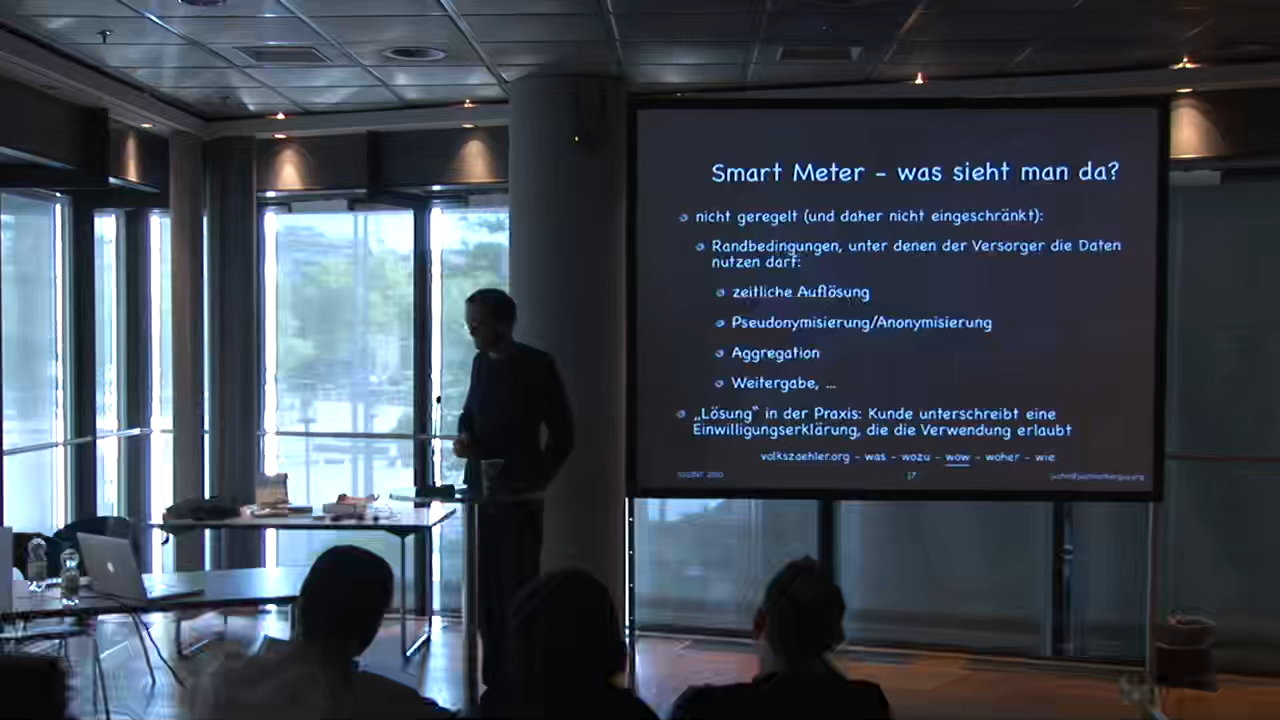 Smart Meter - was sieht man da?
nicht geregelt (und daher nicht eingeschränkt):
Randbedingungen, unter denen der Versorger die Daten
nutzen darf:
zeitliche Auflösung
Pseudonymisierung/Anonymisierung
Aggregation
Weitergabe, ...
„Lösung“ in der Praxis: Kunde unterschreibt eine
Einwilligungserklärung, die die Verwendung erlaubt
volkszaehler.org - was - wozu - wow - woher - wie
17